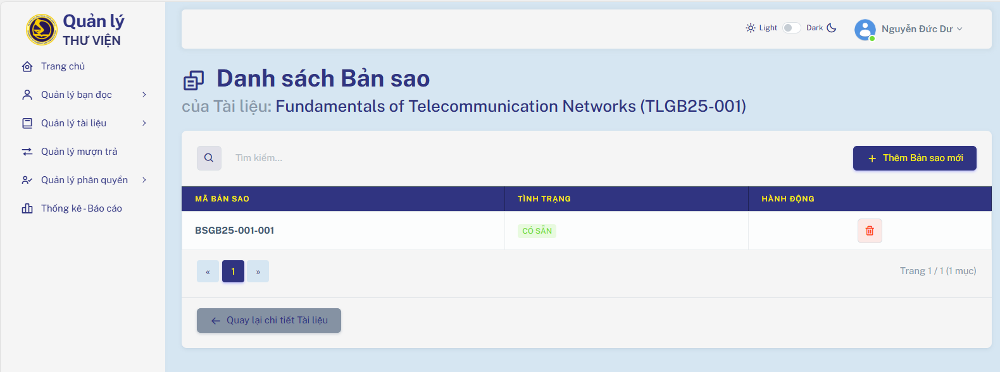 Quản lý
THƯ VIỆN
Trang chủ
Quản lý bạn đọc
Quản lý tài liệu
Quản lý mượn trả
Quản lý phân quyền
Thống kê - Báo cáo
Light Dark Nguyễn Đức Dư
Danh sách Bản sao
của Tài liệu: Fundamentals of Telecommunication Networks (TLGB25-001)
Tìm kiếm...
+ Thêm Bản sao mới
MÃ BẢN SAO TÌNH TRẠNG HÀNH ĐỘNG
BSGB25-001-001 CÓ SẴN
« 1 » Trang 1 / 1 (1 mục)
← Quay lại chi tiết Tài liệu